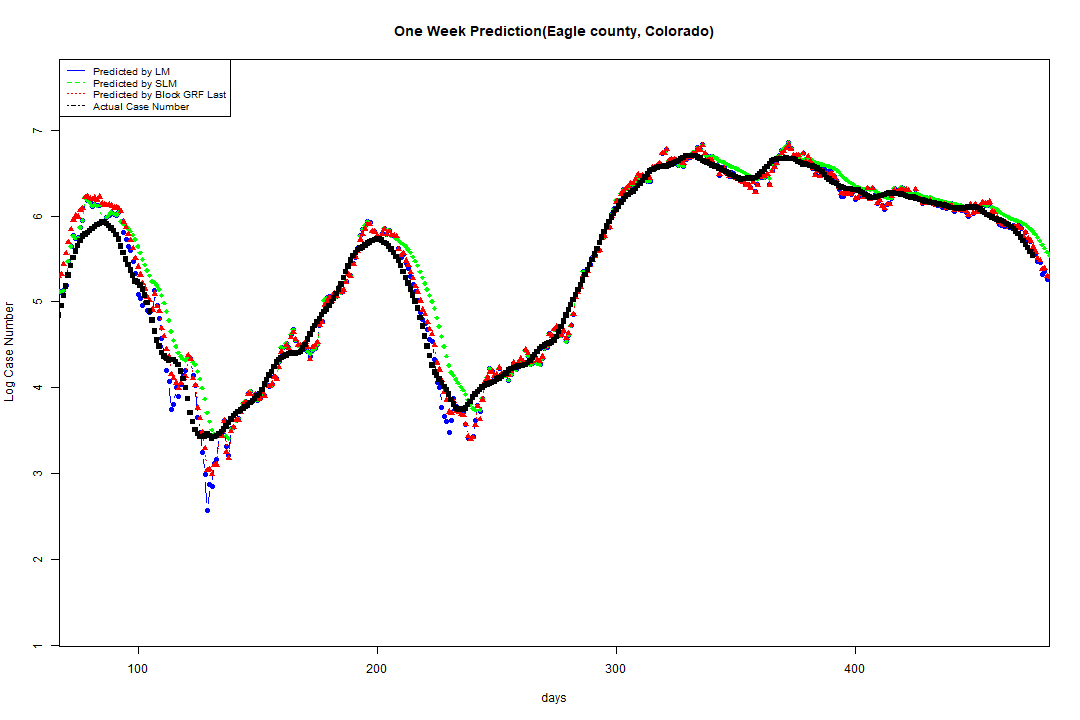 One Week Prediction(Eagle county, Colorado)
Predicted by LM
Predicted by SLM
Predicted by Block GRF Last
Actual Case Number
7
6
5
4
3
2
1
Log Case Number
100 200 300 400
days